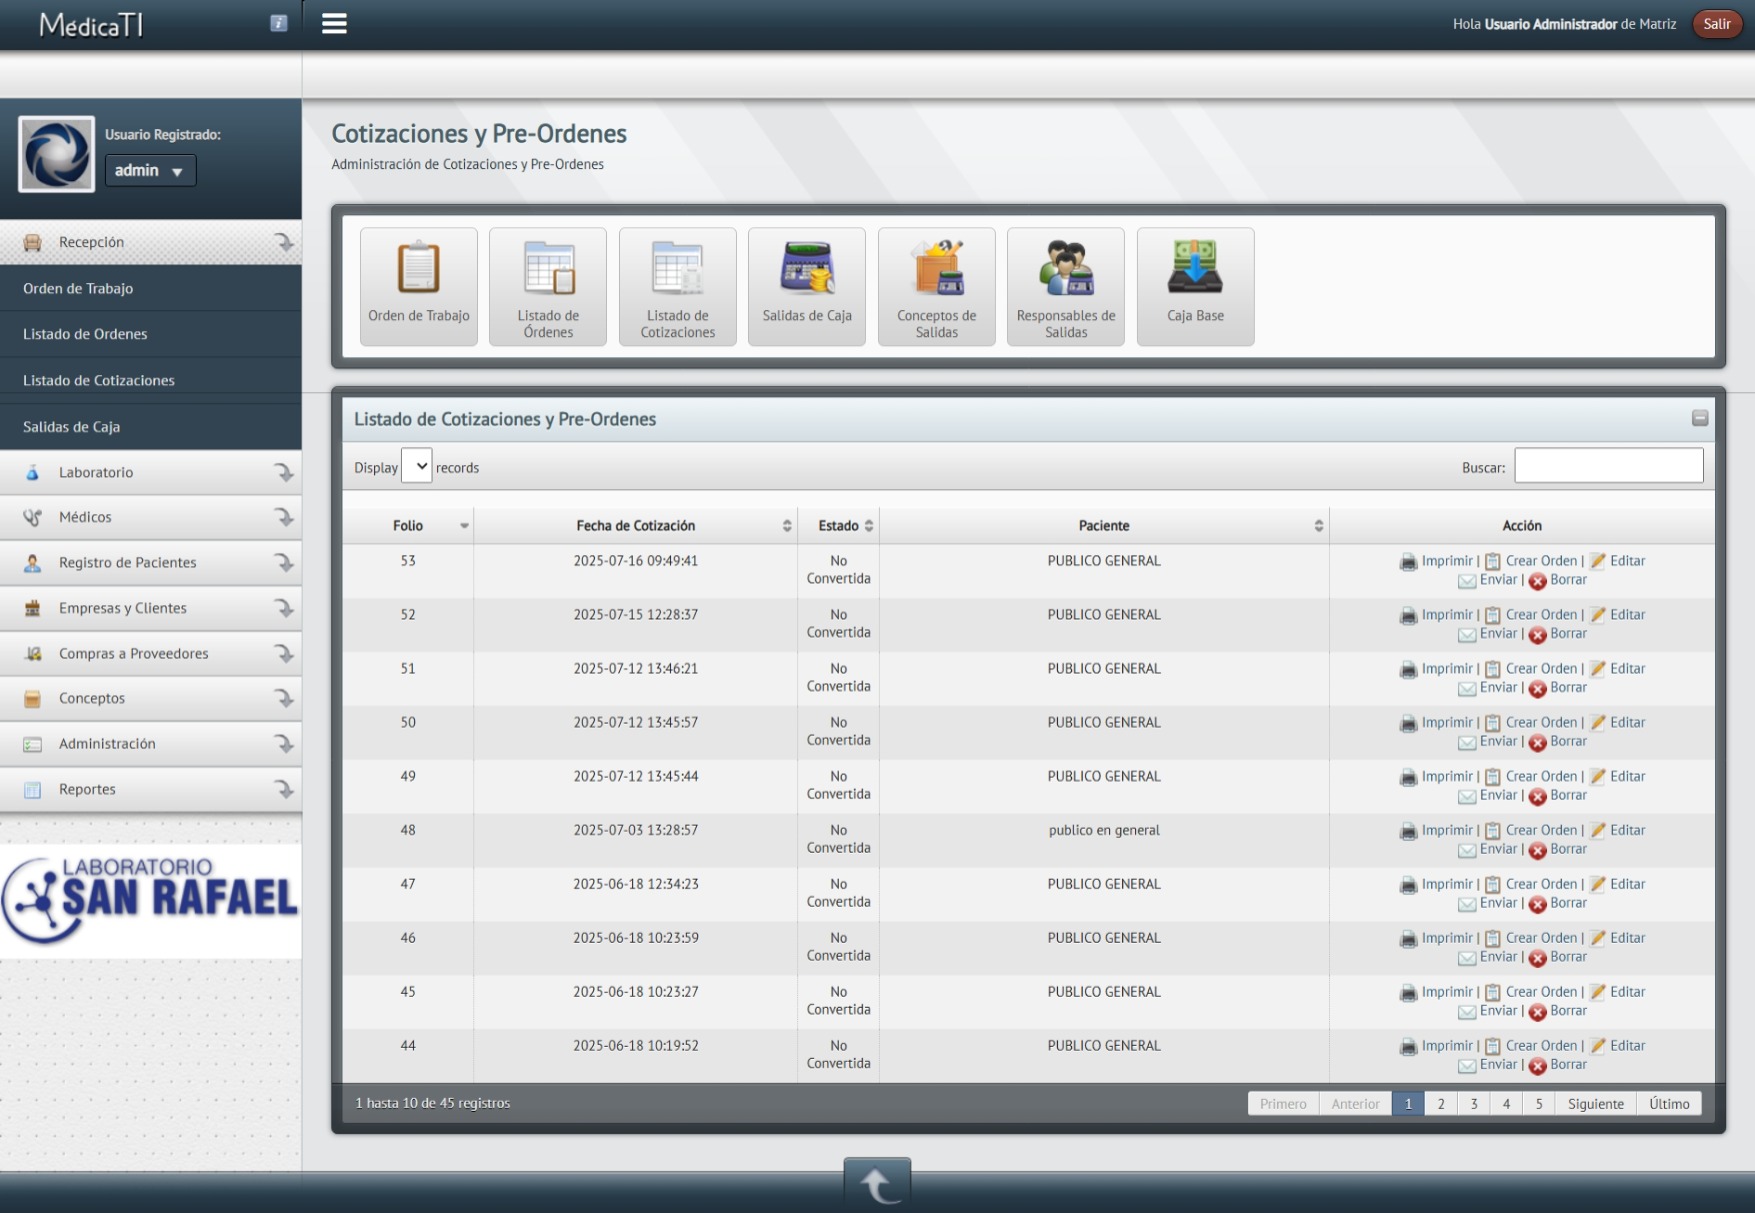 MédicaTI
Hola Usuario Administrador de Matriz
Salir
Usuario Registrado:
admin
Recepción
Orden de Trabajo
Listado de Ordenes
Listado de Cotizaciones
Salidas de Caja
Laboratorio
Médicos
Registro de Pacientes
Empresas y Clientes
Compras a Proveedores
Conceptos
Administración
Reportes
LABORATORIO
SAN RAFAEL
Cotizaciones y Pre-Ordenes
Administración de Cotizaciones y Pre-Ordenes
Orden de Trabajo
Listado de
Órdenes
Listado de
Cotizaciones
Salidas de Caja
Conceptos de
Salidas
Responsables de
Salidas
Caja Base
Listado de Cotizaciones y Pre-Ordenes
Display records
Buscar:
Folio Fecha de Cotización Estado Paciente Acción
53 2025-07-16 09:49:41 No PUBLICO GENERAL Imprimir | Crear Orden | Editar
Convertida Enviar | Borrar
52 2025-07-15 12:28:37 No PUBLICO GENERAL Imprimir | Crear Orden | Editar
Convertida Enviar | Borrar
51 2025-07-12 13:46:21 No PUBLICO GENERAL Imprimir | Crear Orden | Editar
Convertida Enviar | Borrar
50 2025-07-12 13:45:57 No PUBLICO GENERAL Imprimir | Crear Orden | Editar
Convertida Enviar | Borrar
49 2025-07-12 13:45:44 No PUBLICO GENERAL Imprimir | Crear Orden | Editar
Convertida Enviar | Borrar
48 2025-07-03 13:28:57 No publico en general Imprimir | Crear Orden | Editar
Convertida Enviar | Borrar
47 2025-06-18 12:34:23 No PUBLICO GENERAL Imprimir | Crear Orden | Editar
Convertida Enviar | Borrar
46 2025-06-18 10:23:59 No PUBLICO GENERAL Imprimir | Crear Orden | Editar
Convertida Enviar | Borrar
45 2025-06-18 10:23:27 No PUBLICO GENERAL Imprimir | Crear Orden | Editar
Convertida Enviar | Borrar
44 2025-06-18 10:19:52 No PUBLICO GENERAL Imprimir | Crear Orden | Editar
Convertida Enviar | Borrar
1 hasta 10 de 45 registros
Primero Anterior 1 2 3 4 5 Siguiente Último